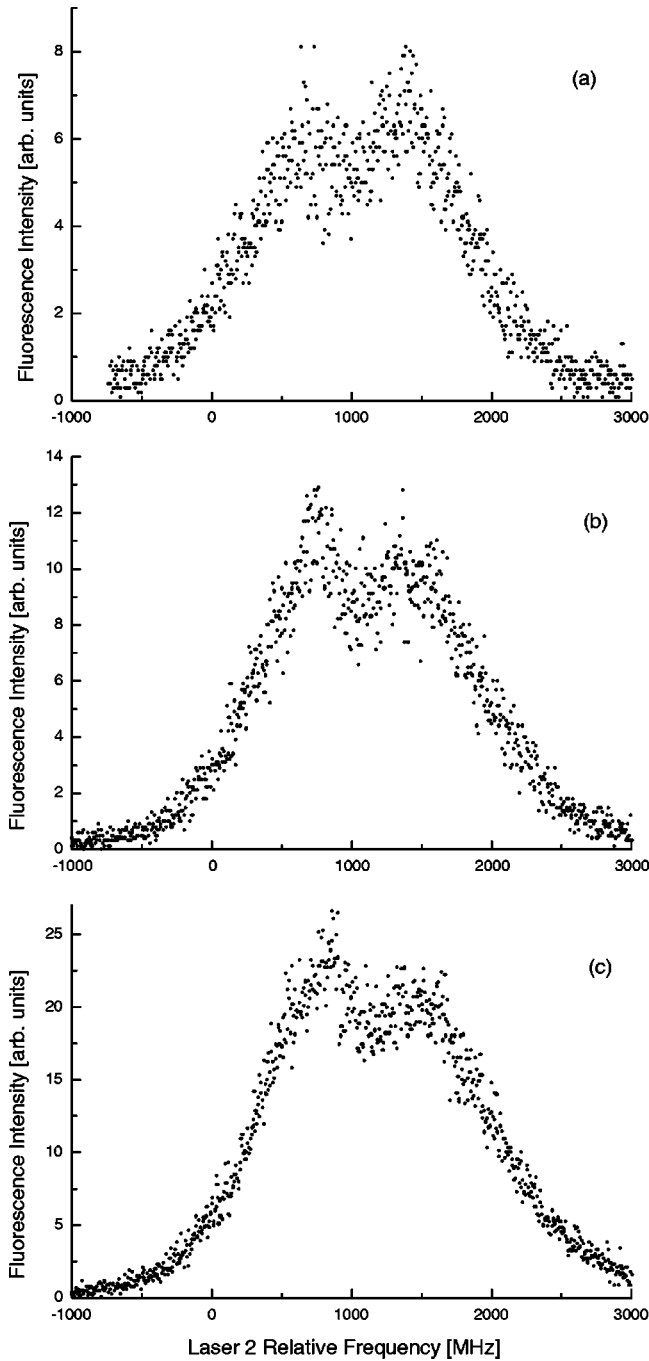 8
6
4
2
0
Fluorescence Intensity [arb. units]
(a)
-1000 0 1000 2000 3000
14
12
10
8
6
4
2
0
Fluorescence Intensity [arb. units]
(b)
-1000 0 1000 2000 3000
25
20
15
10
5
0
Fluorescence Intensity [arb. units]
(c)
-1000 0 1000 2000 3000
Laser 2 Relative Frequency [MHz]